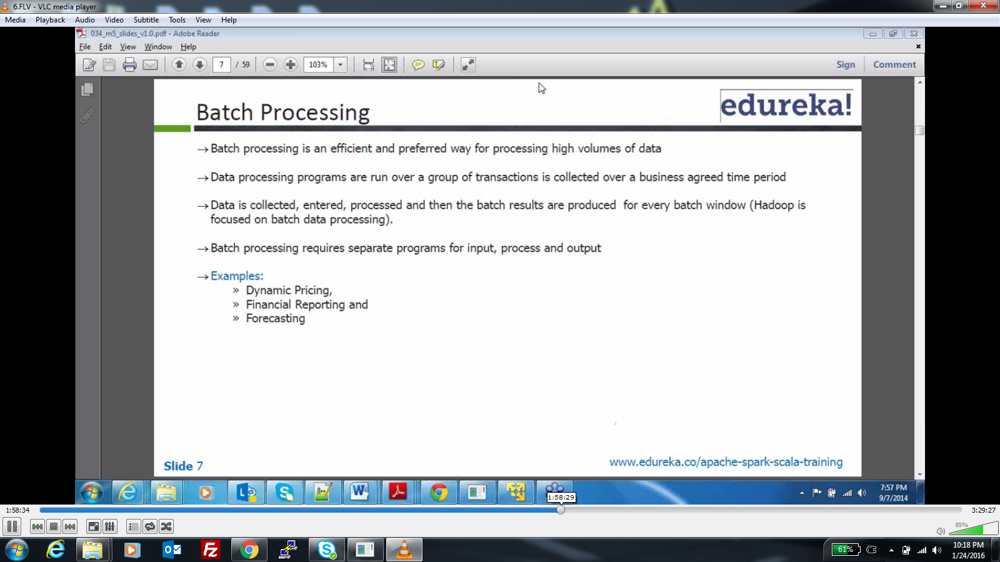 6.FLV - VLC media player
Media Playback Audio Video Subtitle Tools View Help
034_m5_slides_v1.0.pdf - Adobe Reader
File Edit View Window Help
7 / 59 103% Sign Comment
edureka!
Batch Processing
→Batch processing is an efficient and preferred way for processing high volumes of data
→Data processing programs are run over a group of transactions is collected over a business agreed time period
→Data is collected, entered, processed and then the batch results are produced for every batch window (Hadoop is
focused on batch data processing).
→Batch processing requires separate programs for input, process and output
→Examples:
» Dynamic Pricing,
» Financial Reporting and
» Forecasting
Slide 7
www.edureka.co/apache-spark-scala-training
7:57 PM
9/7/2014
1:58:29
1:58:34
3:29:27
85%
61%
10:18 PM
1/24/2016